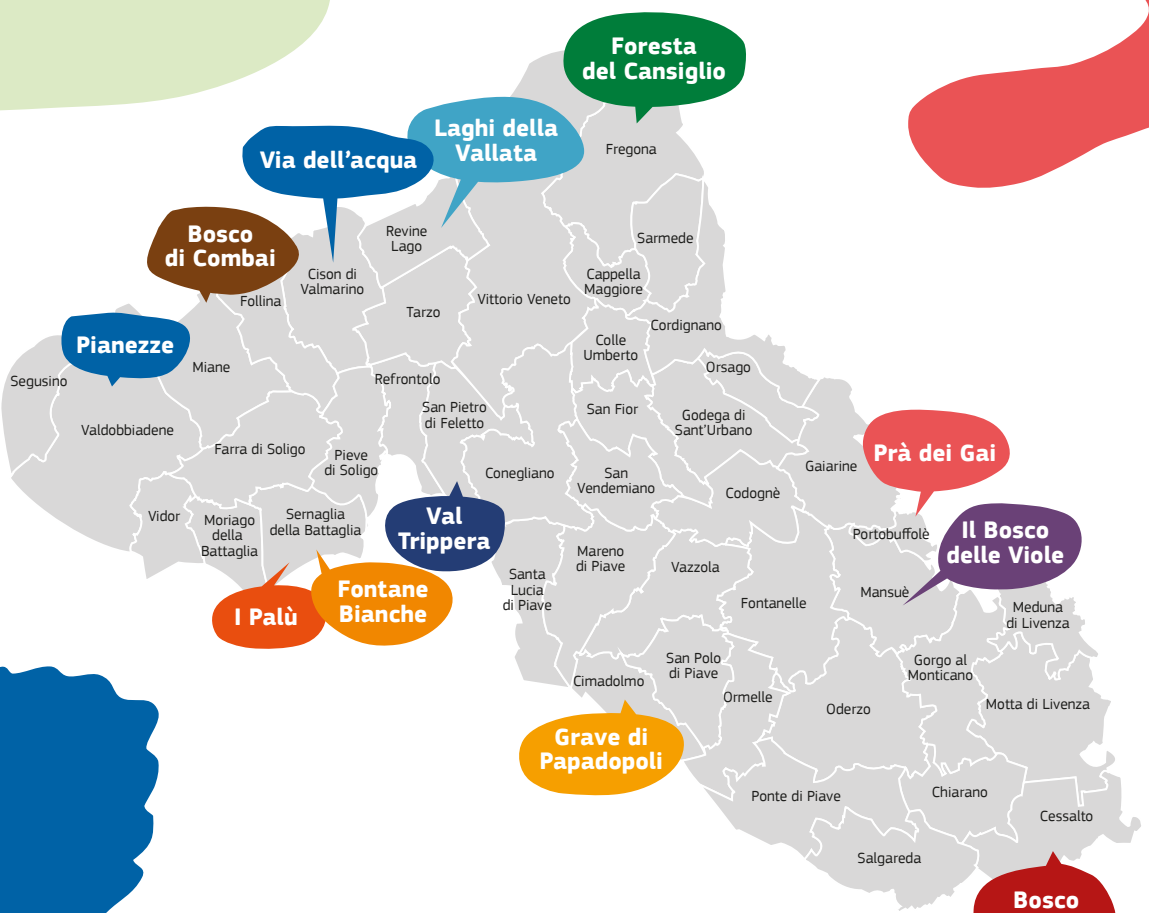 Foresta
del Cansiglio
Laghi della
Vallata
Via dell'acqua
Fregona
Bosco
di Combai
Revine
Lago
Sarmede
Cison di
Valmarino
Cappella
Maggiore
Follina
Vittorio Veneto
Tarzo
Cordignano
Pianezze
Colle
Umberto
Miane
Orsago
Segusino
Refrontolo
San Pietro
di Feletto
San Fior
Godega di
Sant'Urbano
Valdobbiadene
Farra di Soligo
Prà dei Gai
Pieve
di Soligo
Gaiarine
Conegliano
San
Vendemiano
Codognè
Vidor
Moriago
della
Battaglia
Sernaglia
della Battaglia
Val
Trippera
Portobuffolè
Il Bosco
delle Viole
Mareno
di Piave
Vazzola
Santa
Lucia
di Piave
Mansuè
Fontanelle
Fontane
Bianche
I Palù
Meduna
di Livenza
San Polo
di Piave
Gorgo al
Monticano
Cimadolmo
Ormelle
Oderzo
Motta di Livenza
Grave di
Papadopoli
Ponte di Piave
Chiarano
Cessalto
Salgareda
Bosco